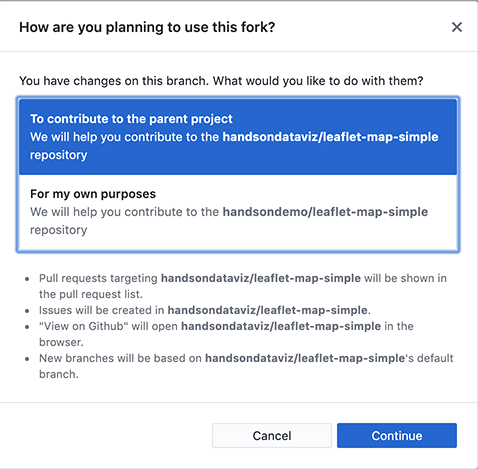 How are you planning to use this fork?
You have changes on this branch. What would you like to do with them?
To contribute to the parent project
We will help you contribute to the handsondataviz/leaflet-map-simple
repository
For my own purposes
We will help you contribute to the handsondemo/leaflet-map-simple
repository
• Pull requests targeting handsondataviz/leaflet-map-simple will be shown in
the pull request list.
• Issues will be created in handsondataviz/leaflet-map-simple.
• "View on Github" will open handsondataviz/leaflet-map-simple in the
browser.
• New branches will be based on handsondataviz/leaflet-map-simple's default
branch.
Cancel
Continue